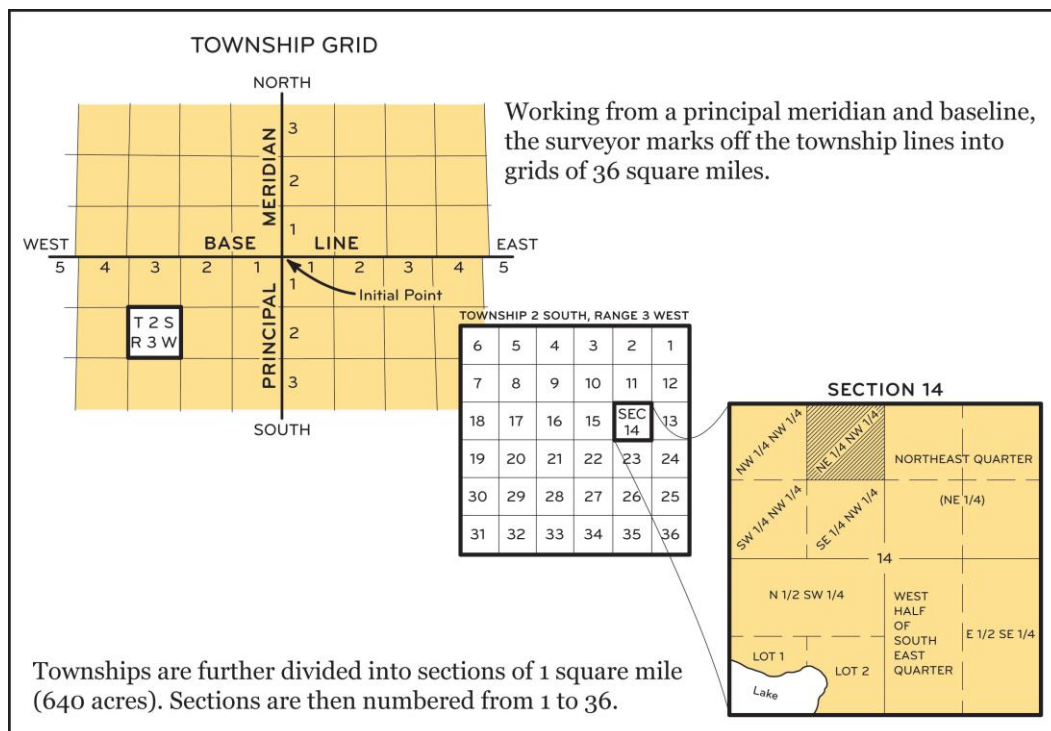 TOWNSHIP GRID
NORTH
Working from a principal meridian and baseline,
the surveyor marks off the township lines into
grids of 36 square miles.
3
2
1
MERIDIAN
WEST
BASE
LINE
EAST
5 4 3 2 1 1 2 3 4 5
Initial Point
PRINCIPAL
1
2
3
T 2 S
R 3 W
SOUTH
TOWNSHIP 2 SOUTH, RANGE 3 WEST
6 5 4 3 2 1
7 8 9 10 11 12
18 17 16 15 SEC 14 13
19 20 21 22 23 24
30 29 28 27 26 25
31 32 33 34 35 36
SECTION 14
NW 1/4 NW 1/4
NE 1/4 NW 1/4
NORTHEAST QUARTER
(NE 1/4)
SW 1/4 NW 1/4
SE 1/4 NW 1/4
14
N 1/2 SW 1/4
WEST
HALF
OF
SOUTH
EAST
QUARTER
E 1/2 SE 1/4
LOT 1
LOT 2
Lake
Townships are further divided into sections of 1 square mile
(640 acres). Sections are then numbered from 1 to 36.